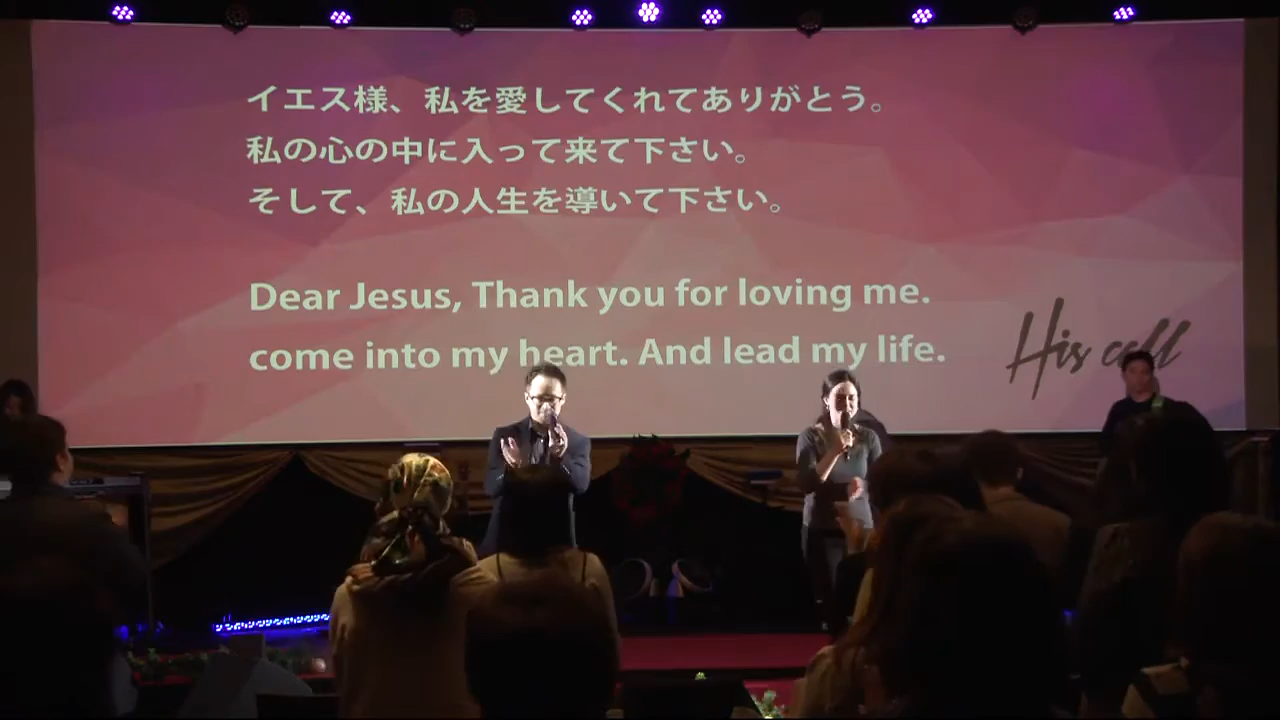 イエス様、私を愛してくれてありがとう。
私の心の中に入って来て下さい。
そして、私の人生を導いて下さい。
Dear Jesus, Thank you for loving me.
come into my heart. And lead my life.
His call